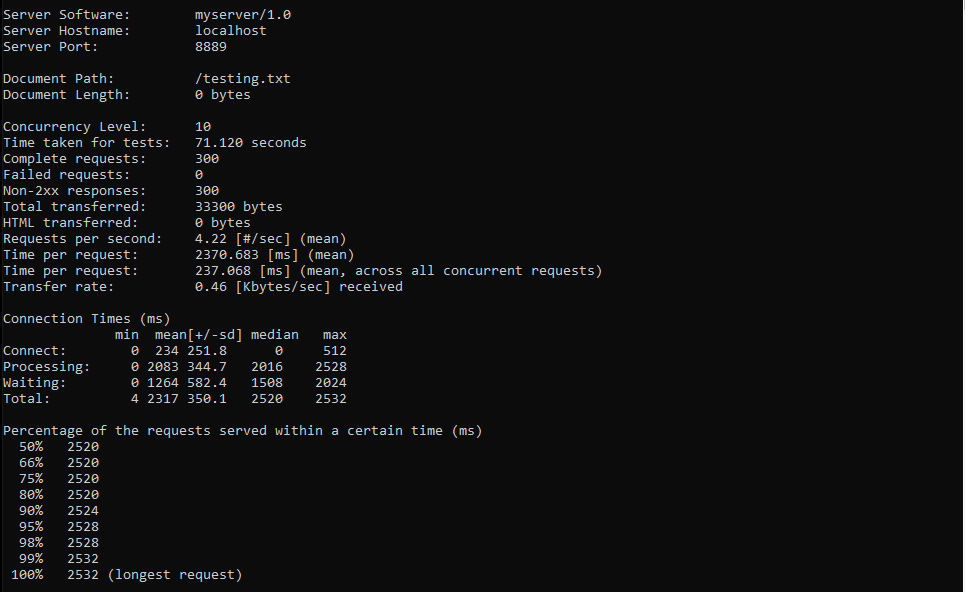 Server Software:        myserver/1.0
Server Hostname:        localhost
Server Port:            8889

Document Path:          /testing.txt
Document Length:        0 bytes

Concurrency Level:      10
Time taken for tests:   71.120 seconds
Complete requests:      300
Failed requests:        0
Non-2xx responses:      300
Total transferred:      33300 bytes
HTML transferred:       0 bytes
Requests per second:    4.22 [#/sec] (mean)
Time per request:       2370.683 [ms] (mean)
Time per request:       237.068 [ms] (mean, across all concurrent requests)
Transfer rate:          0.46 [Kbytes/sec] received

Connection Times (ms)
              min  mean[+/-sd] median   max
Connect:        0  234 251.8      0     512
Processing:     0 2083 344.7   2016    2528
Waiting:        0 1264 582.4   1508    2024
Total:          4 2317 350.1   2520    2532

Percentage of the requests served within a certain time (ms)
  50%   2520
  66%   2520
  75%   2520
  80%   2520
  90%   2524
  95%   2528
  98%   2528
  99%   2532
 100%   2532 (longest request)